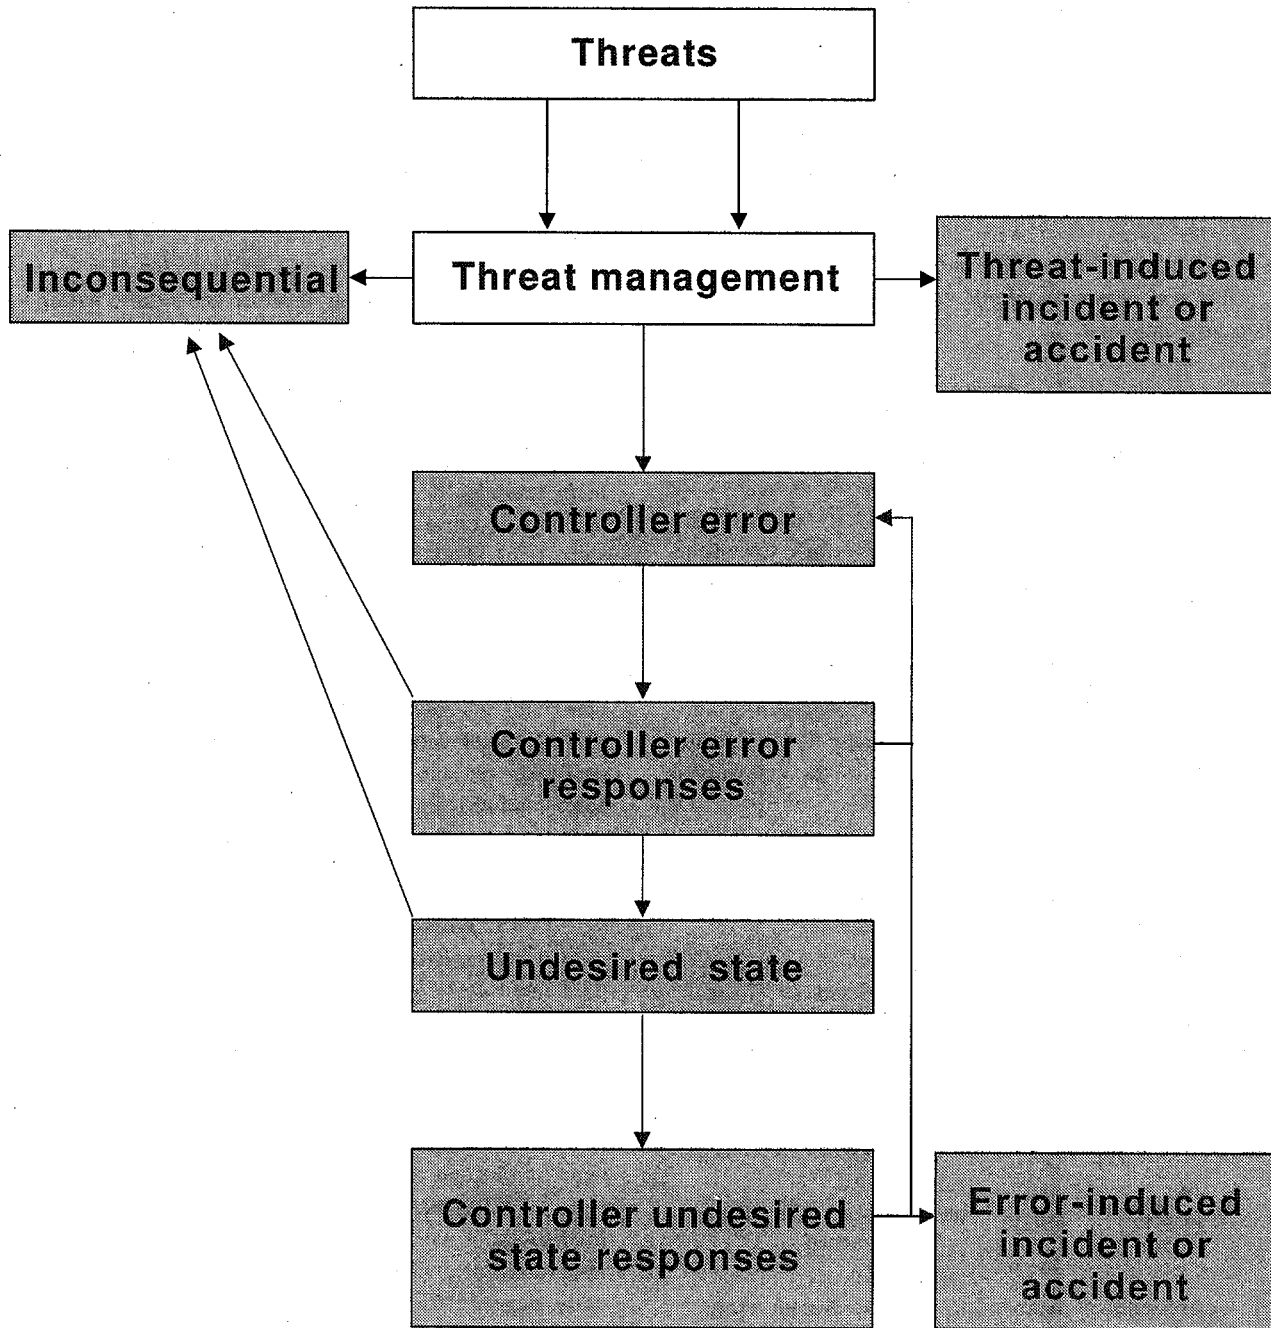 Threats
Inconsequential
Threat management
Threat-induced
incident or
accident
Controller error
Controller error
responses
Undesired state
Controller undesired
state responses
Error-induced
incident or
accident